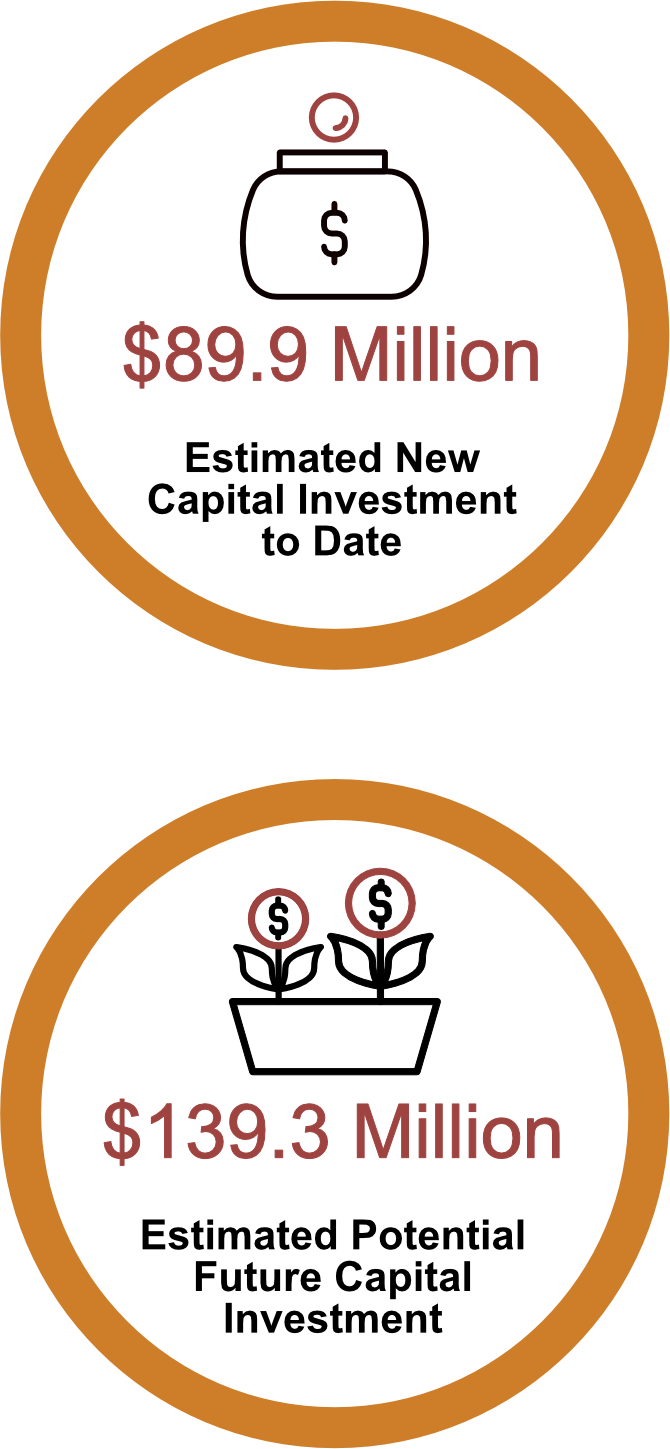 $
$89.9 Million
Estimated New
Capital Investment
to Date
$ $
$139.3 Million
Estimated Potential
Future Capital
Investment